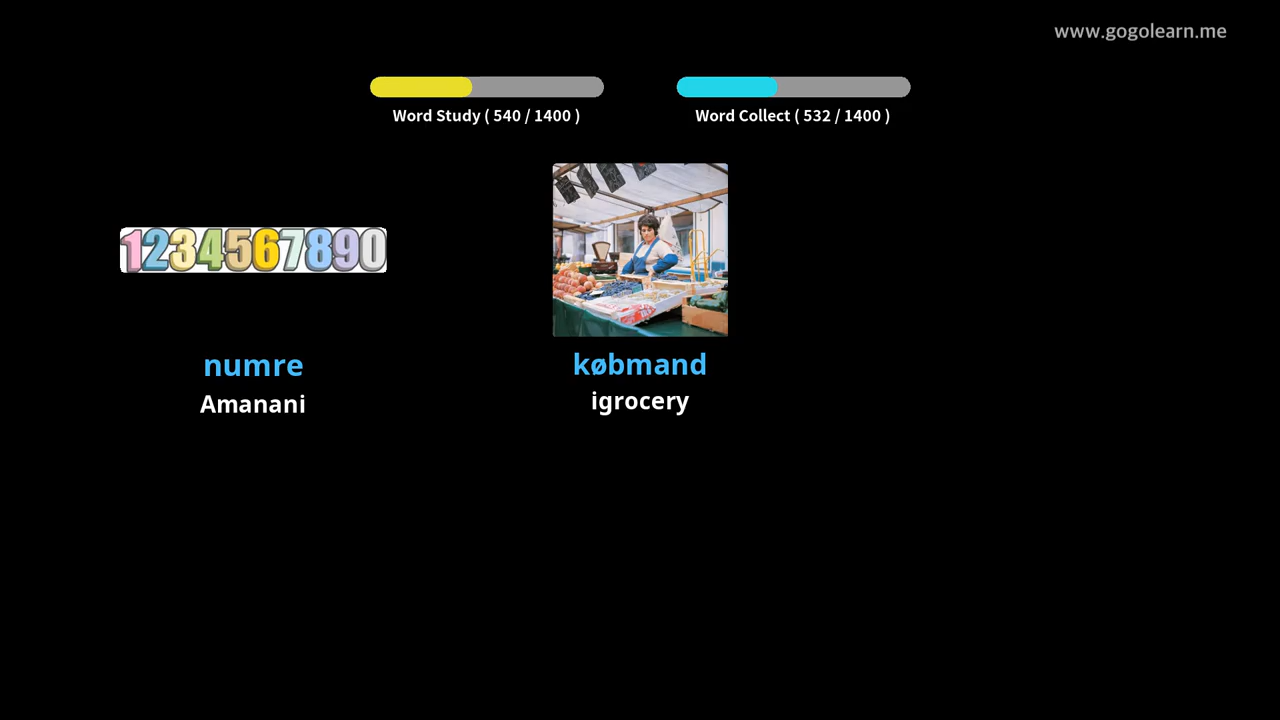 www.gogolearn.me
Word Study ( 540 / 1400 )
Word Collect ( 532 / 1400 )
1234567890
numre
Amanani
købmand
igrocery